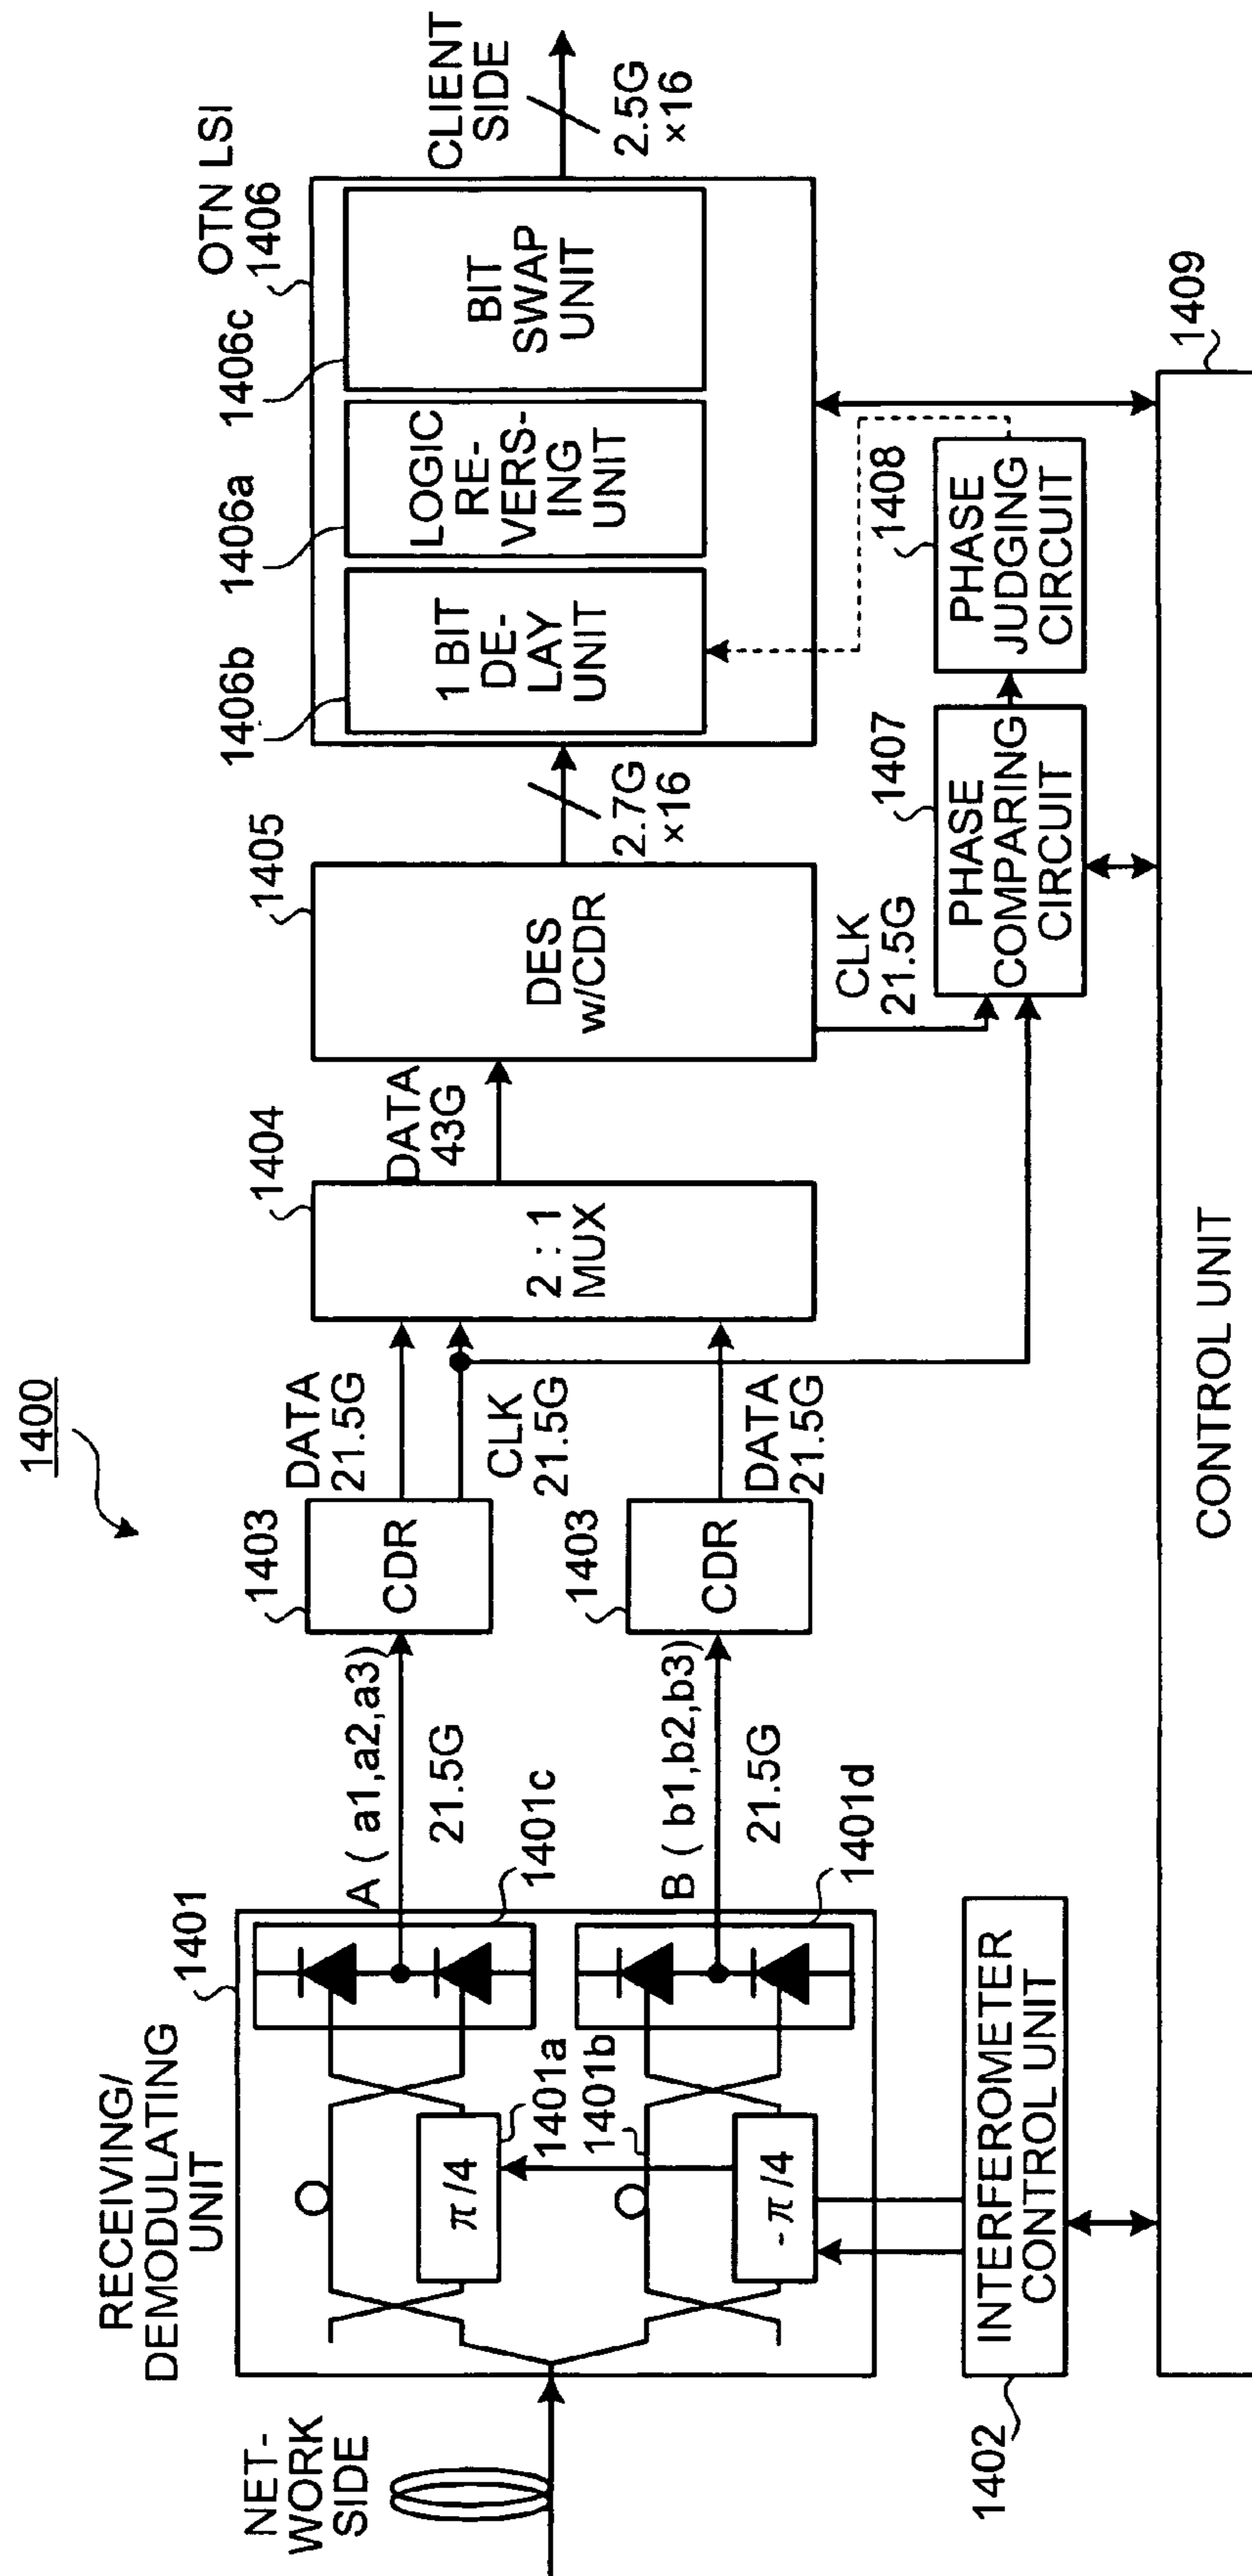 1400
NET-
WORK
SIDE
RECEIVING/
DEMODULATING
UNIT
1401
π/4
1401a
1401b
-π/4
1401c
1401d
A ( a1,a2,a3)
21.5G
B ( b1,b2,b3)
21.5G
1402
INTERFEROMETER
CONTROL UNIT
1403
CDR
1403
CDR
DATA
21.5G
CLK
21.5G
DATA
21.5G
1404
2 : 1
MUX
DATA
43G
1405
DES
w/CDR
CLK
21.5G
2.7G
×16
OTN LSI
1406
1406b
1 BIT
DE-
LAY
UNIT
1406a
LOGIC
RE-
VERS-
ING
UNIT
1406c
BIT
SWAP
UNIT
CLIENT
SIDE
2.5G
×16
1407
PHASE
COMPARING
CIRCUIT
1408
PHASE
JUDGING
CIRCUIT
1409
CONTROL UNIT